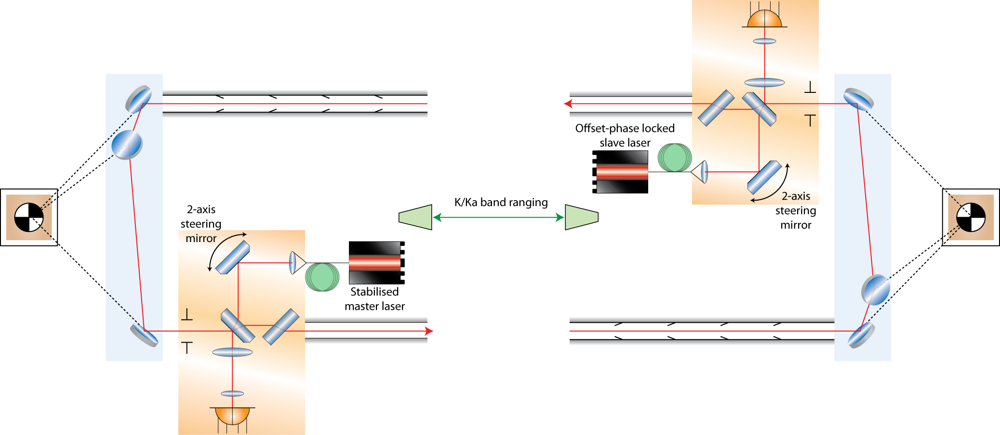 Offset-phase locked
slave laser
K/Ka band ranging
2-axis
steering
mirror
2-axis
steering
mirror
Stabilised
master laser